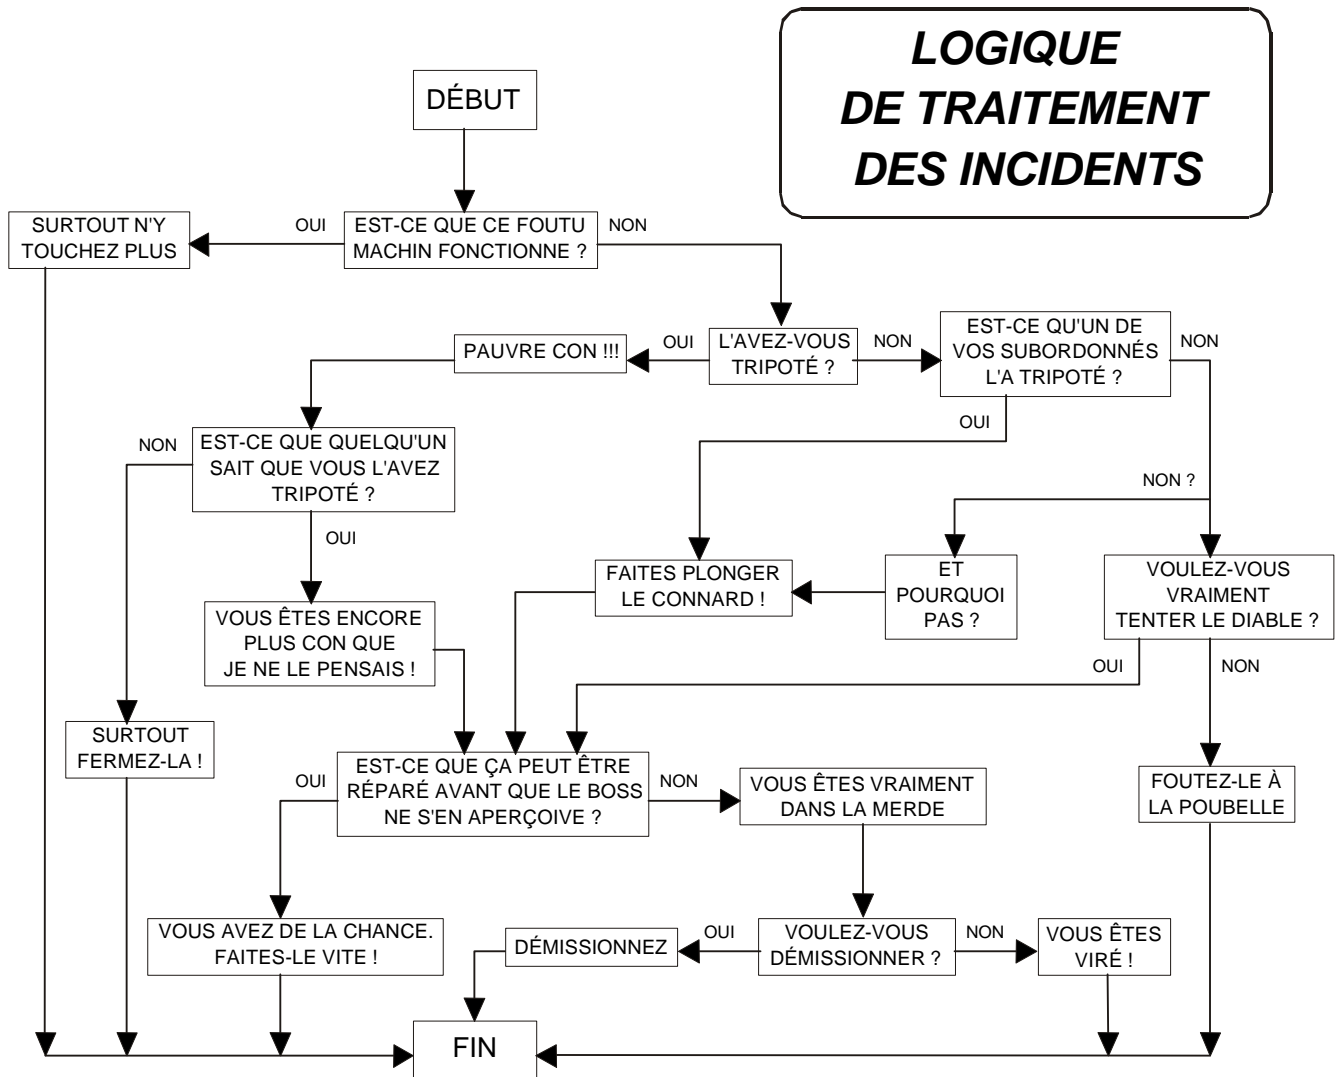 LOGIQUE
DE TRAITEMENT
DES INCIDENTS
DÉBUT
SURTOUT N'Y
TOUCHEZ PLUS
OUI
EST-CE QUE CE FOUTU
MACHIN FONCTIONNE ?
NON
PAUVRE CON !!!
OUI
L'AVEZ-VOUS
TRIPOTÉ ?
NON
EST-CE QU'UN DE
VOS SUBORDONNÉS
L'A TRIPOTÉ ?
NON
OUI
NON
EST-CE QUE QUELQU'UN
SAIT QUE VOUS L'AVEZ
TRIPOTÉ ?
OUI
NON ?
FAITES PLONGER
LE CONNARD !
ET
POURQUOI
PAS ?
VOULEZ-VOUS
VRAIMENT
TENTER LE DIABLE ?
VOUS ÊTES ENCORE
PLUS CON QUE
JE NE LE PENSAIS !
OUI
NON
SURTOUT
FERMEZ-LA !
OUI
EST-CE QUE ÇA PEUT ÊTRE
RÉPARÉ AVANT QUE LE BOSS
NE S'EN APERÇOIVE ?
NON
VOUS ÊTES VRAIMENT
DANS LA MERDE
FOUTEZ-LE À
LA POUBELLE
VOUS AVEZ DE LA CHANCE.
FAITES-LE VITE !
DÉMISSIONNEZ
OUI
VOULEZ-VOUS
DÉMISSIONNER ?
NON
VOUS ÊTES
VIRÉ !
FIN